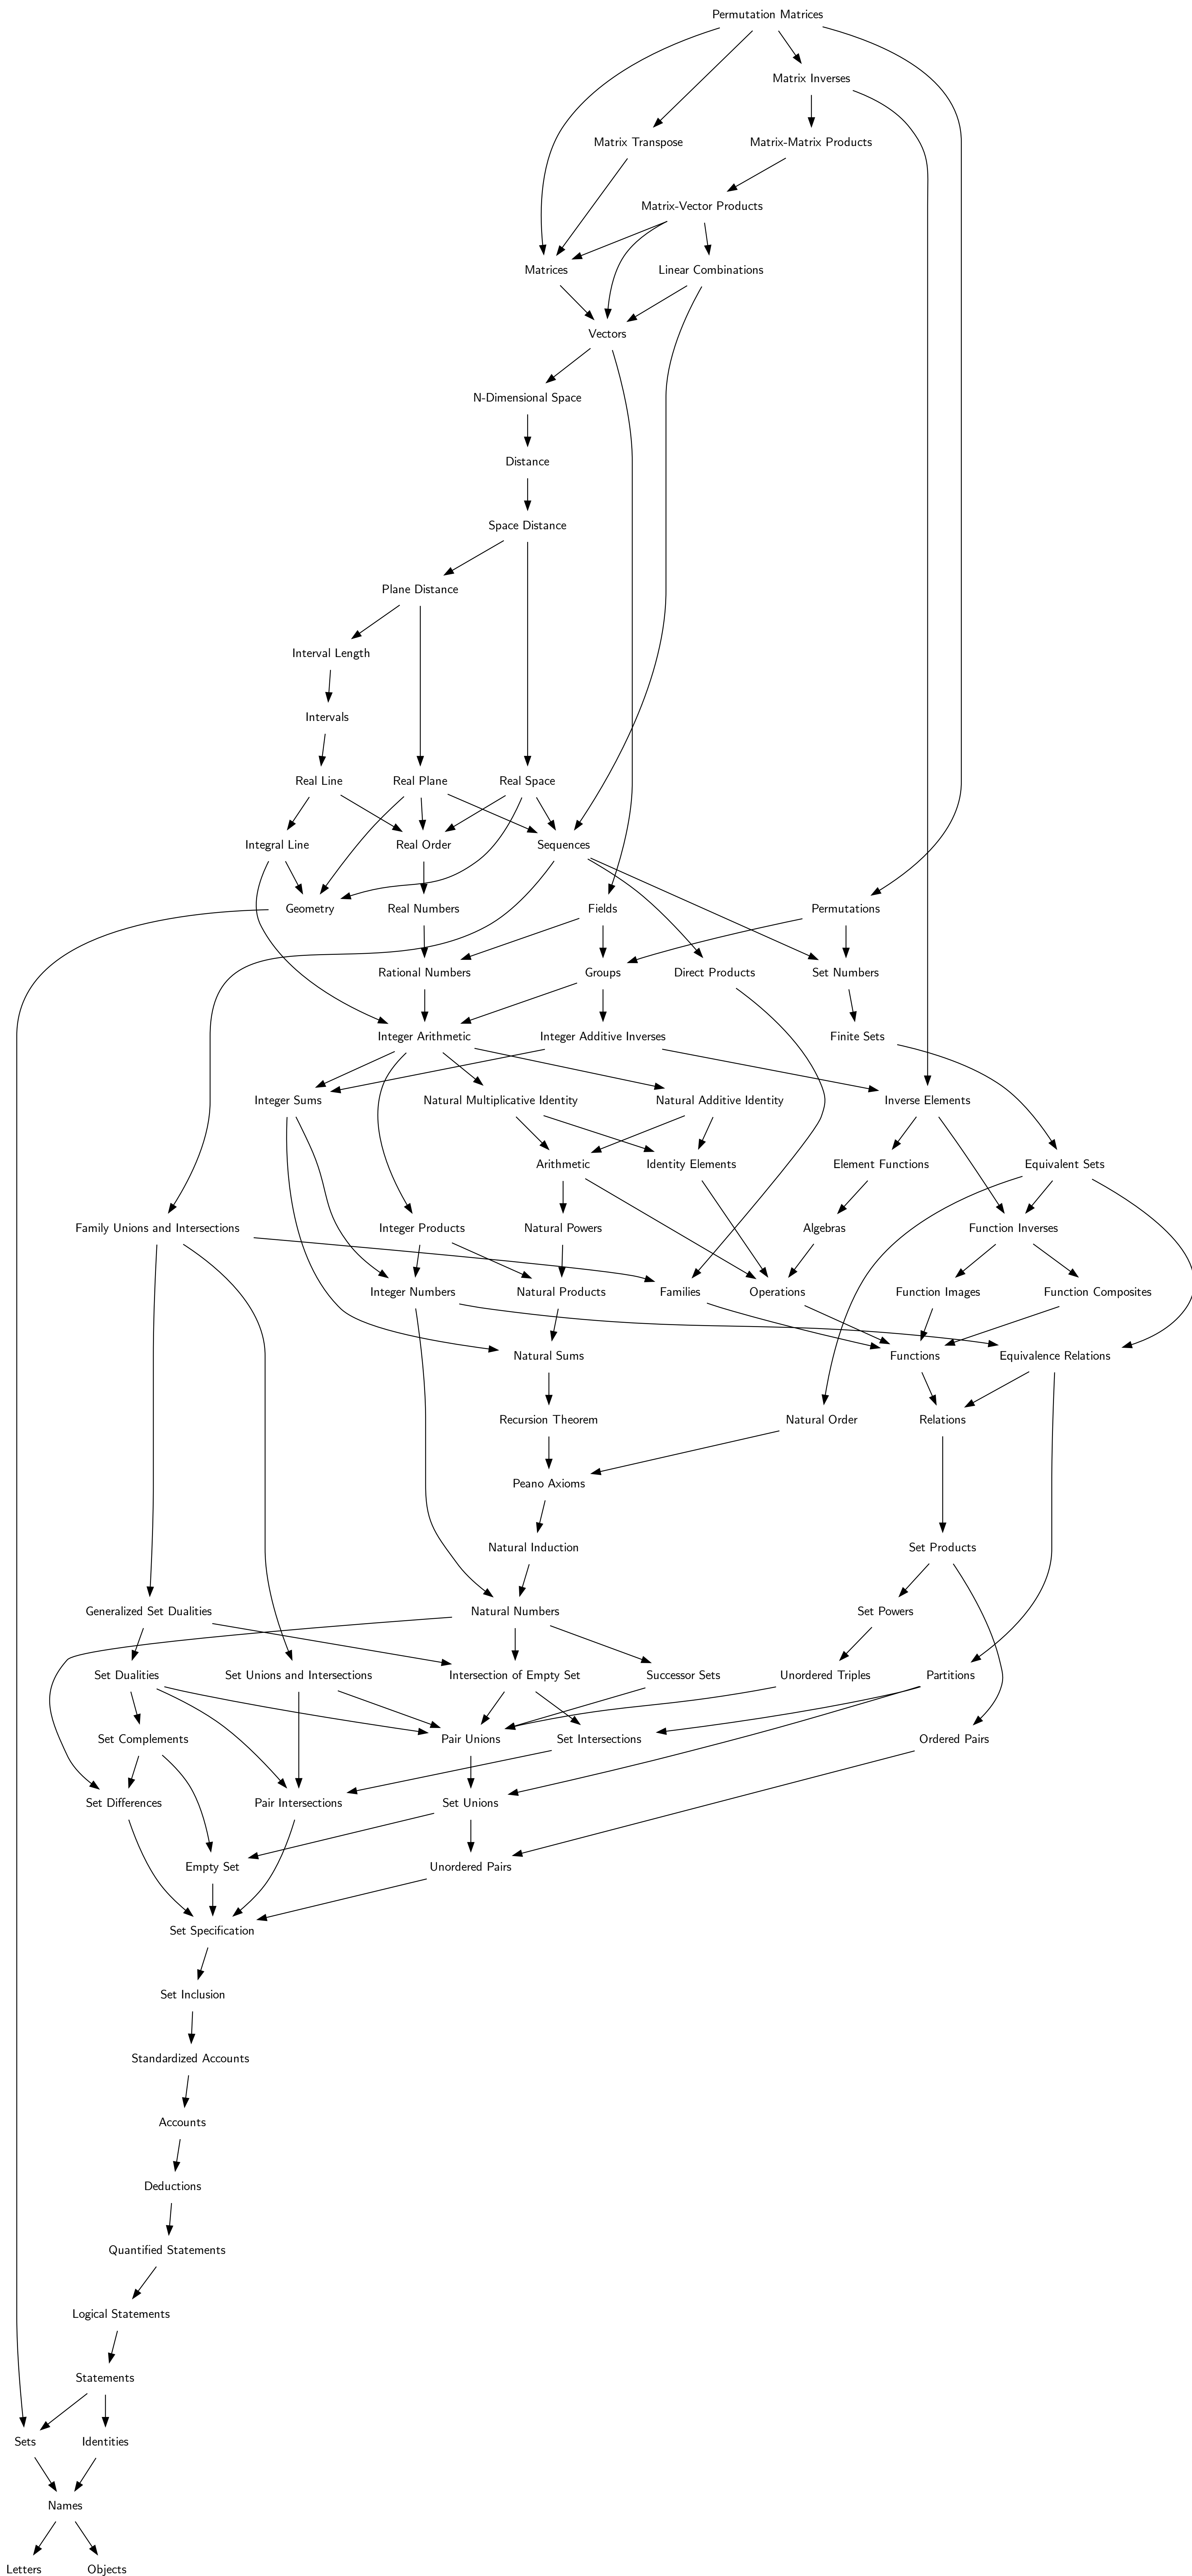 Permutation Matrices
Matrix Inverses
Matrix Transpose
Matrix-Matrix Products
Matrix-Vector Products
Matrices
Linear Combinations
Vectors
N-Dimensional Space
Distance
Space Distance
Plane Distance
Interval Length
Intervals
Real Line
Real Plane
Real Space
Integral Line
Real Order
Sequences
Geometry
Real Numbers
Fields
Permutations
Rational Numbers
Groups
Direct Products
Set Numbers
Integer Arithmetic
Integer Additive Inverses
Finite Sets
Integer Sums
Natural Multiplicative Identity
Natural Additive Identity
Inverse Elements
Arithmetic
Identity Elements
Element Functions
Equivalent Sets
Family Unions and Intersections
Integer Products
Natural Powers
Algebras
Function Inverses
Integer Numbers
Natural Products
Families
Operations
Function Images
Function Composites
Natural Sums
Functions
Equivalence Relations
Recursion Theorem
Natural Order
Relations
Peano Axioms
Natural Induction
Set Products
Generalized Set Dualities
Natural Numbers
Set Powers
Set Dualities
Set Unions and Intersections
Intersection of Empty Set
Successor Sets
Unordered Triples
Partitions
Set Complements
Pair Unions
Set Intersections
Ordered Pairs
Set Differences
Pair Intersections
Set Unions
Empty Set
Unordered Pairs
Set Specification
Set Inclusion
Standardized Accounts
Accounts
Deductions
Quantified Statements
Logical Statements
Statements
Sets
Identities
Names
Letters
Objects